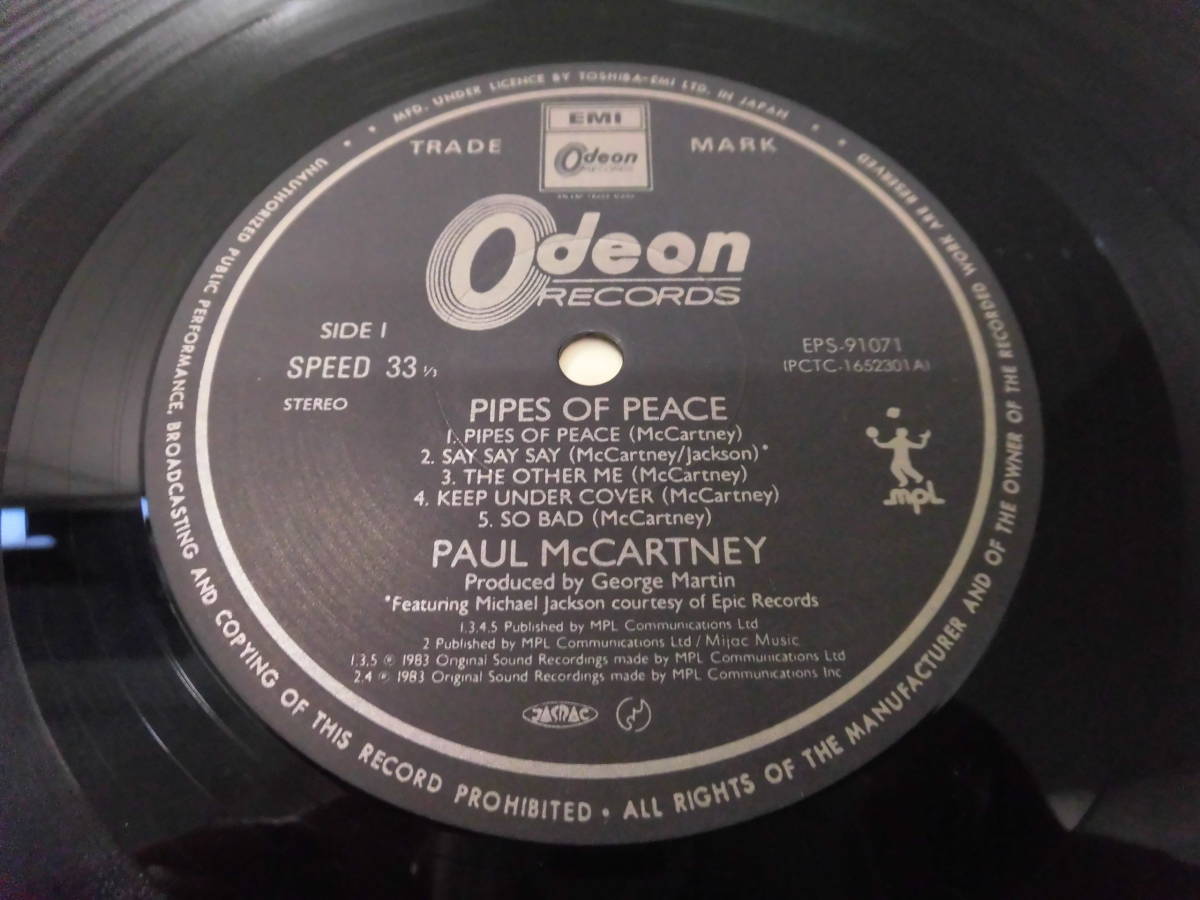 MFD. UNDER LICENCE BY TOSHIBA-EMI LTD. IN JAPAN
EMI
TRADE MARK
Odeon
RECORDS
Odeon
RECORDS
SIDE 1
SPEED 33 1/3
STEREO
EPS-91071
(PCTC-1652301A)
PIPES OF PEACE
1. PIPES OF PEACE (McCartney)
2. SAY SAY SAY (McCartney/Jackson)*
3. THE OTHER ME (McCartney)
4. KEEP UNDER COVER (McCartney)
5. SO BAD (McCartney)
mpL
PAUL McCARTNEY
Produced by George Martin
*Featuring Michael Jackson courtesy of Epic Records
1.3.4.5 Published by MPL Communications Ltd
2 Published by MPL Communications Ltd / Mijac Music
1.3.5 ℗ 1983 Original Sound Recordings made by MPL Communications Ltd
2.4 ℗ 1983 Original Sound Recordings made by MPL Communications Inc
JASRAC
UNAUTHORIZED PUBLIC PERFORMANCE, BROADCASTING AND COPYING OF THIS RECORD PROHIBITED • ALL RIGHTS OF THE MANUFACTURER AND OF THE OWNER OF THE RECORDED WORK ARE RESERVED